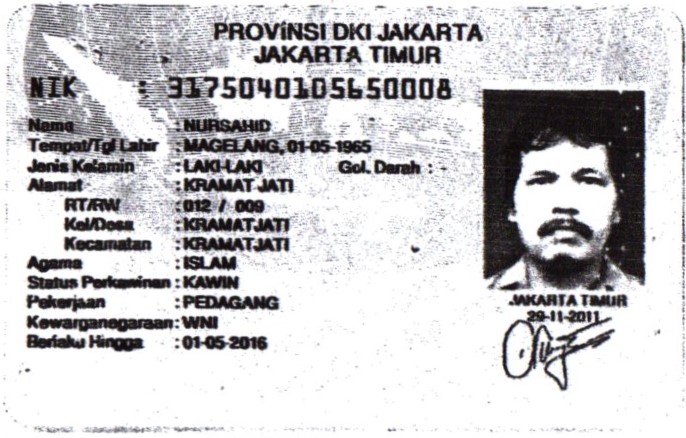 PROVINSI DKI JAKARTA
JAKARTA TIMUR
NIK : 3175040105650008
Nama : NURSAHID
Tempat/Tgl Lahir : MAGELANG, 01-05-1965
Jenis Kelamin : LAKI-LAKI Gol. Darah : -
Alamat : KRAMAT JATI
RT/RW : 012 / 009
Kel/Desa : KRAMATJATI
Kecamatan : KRAMATJATI
Agama : ISLAM
Status Perkawinan : KAWIN
Pekerjaan : PEDAGANG
Kewarganegaraan : WNI
Berlaku Hingga : 01-05-2016
JAKARTA TIMUR
29-11-2011